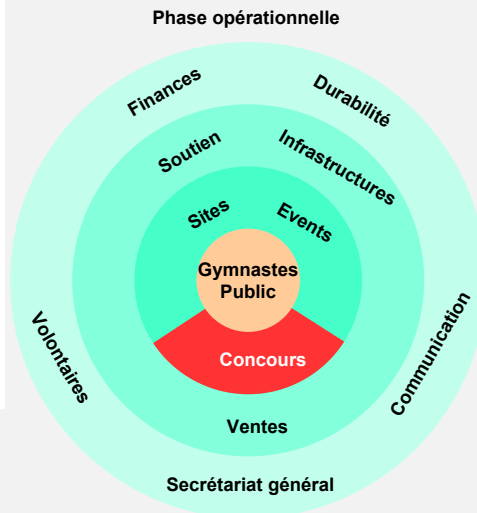 Phase opérationnelle
Finances
Durabilité
Soutien
Infrastructures
Sites
Events
Gymnastes
Public
Volontaires
Communication
Concours
Ventes
Secrétariat général